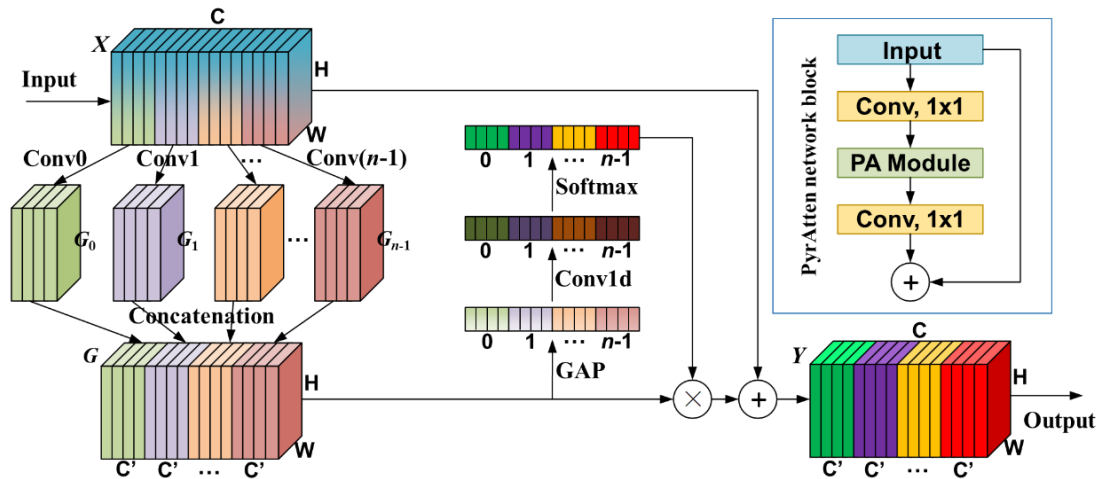 C
X
H
Input
W
Conv0
Conv1
...
Conv(n-1)
G₀
G₁
...
Gₙ₋₁
Concatenation
G
H
W
C' C' ... C'
0 1 ... n-1
Softmax
0 1 ... n-1
Conv1d
0 1 ... n-1
GAP
×
+
C
Y
H
Output
W
C' C' ... C'
PyrAtten network block
Input
Conv, 1x1
PA Module
Conv, 1x1
+